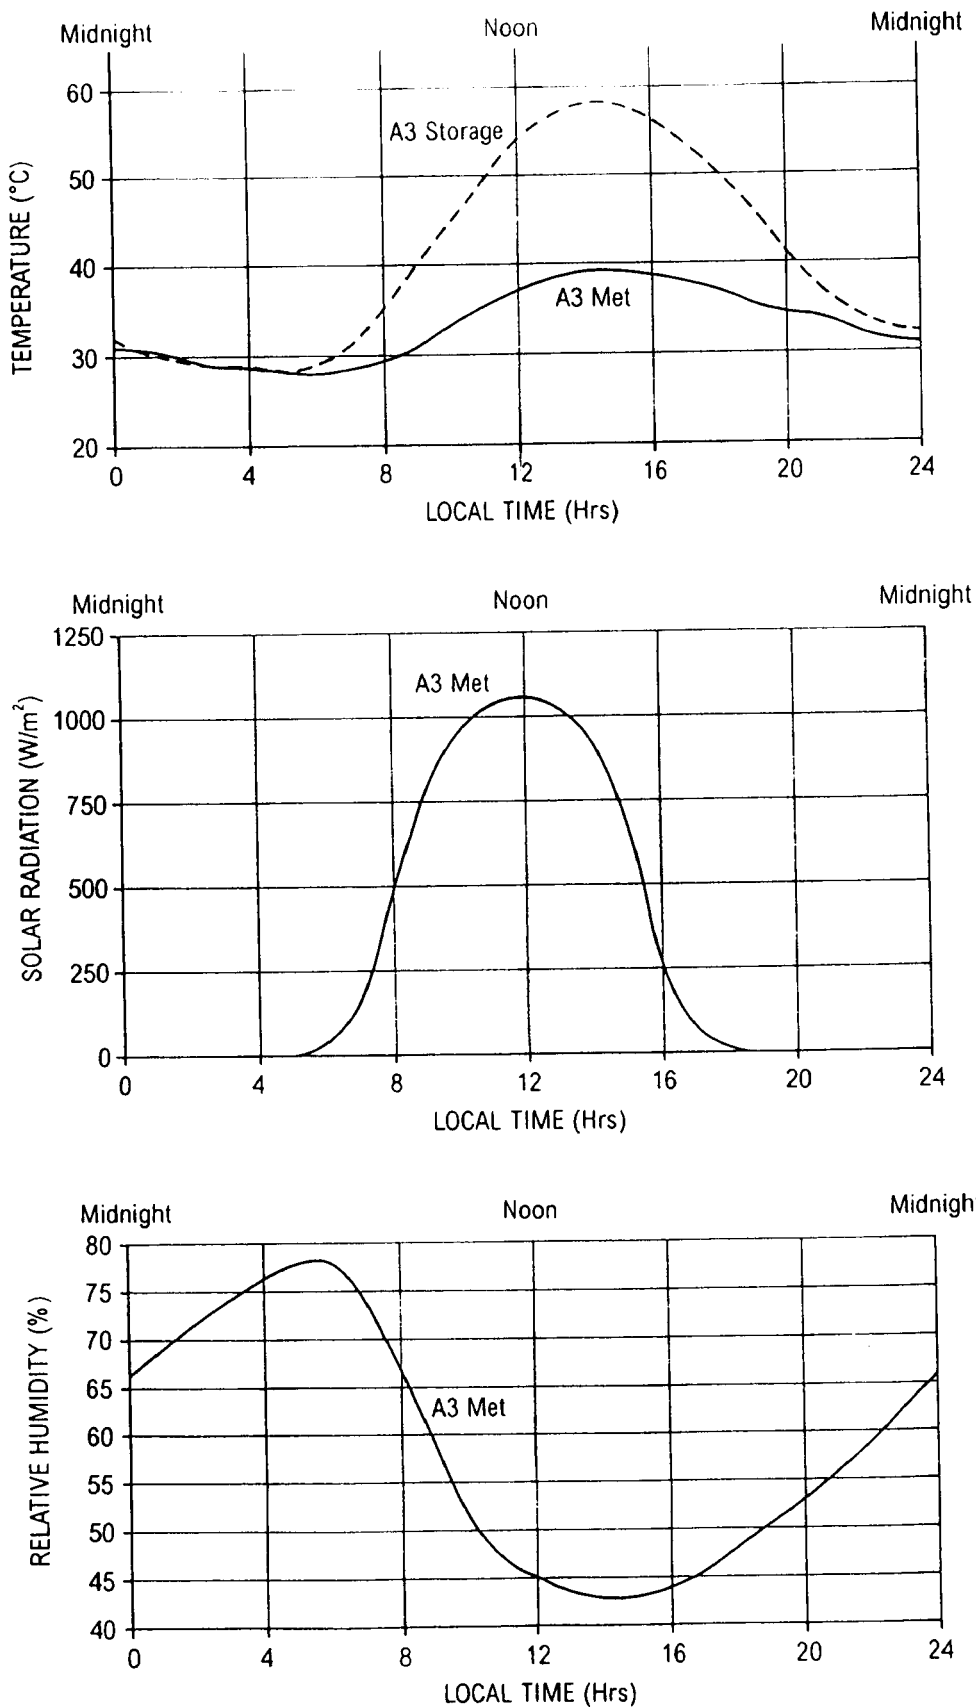 Midnight Noon Midnight
60
A3 Storage
50
40
A3 Met
30
20
0 4 8 12 16 20 24
TEMPERATURE (°C)
LOCAL TIME (Hrs)
Midnight Noon Midnight
1250
A3 Met
1000
750
500
250
0
0 4 8 12 16 20 24
SOLAR RADIATION (W/m²)
LOCAL TIME (Hrs)
Midnight Noon Midnight
80
75
70
65
A3 Met
60
55
50
45
40
0 4 8 12 16 20 24
RELATIVE HUMIDITY (%)
LOCAL TIME (Hrs)